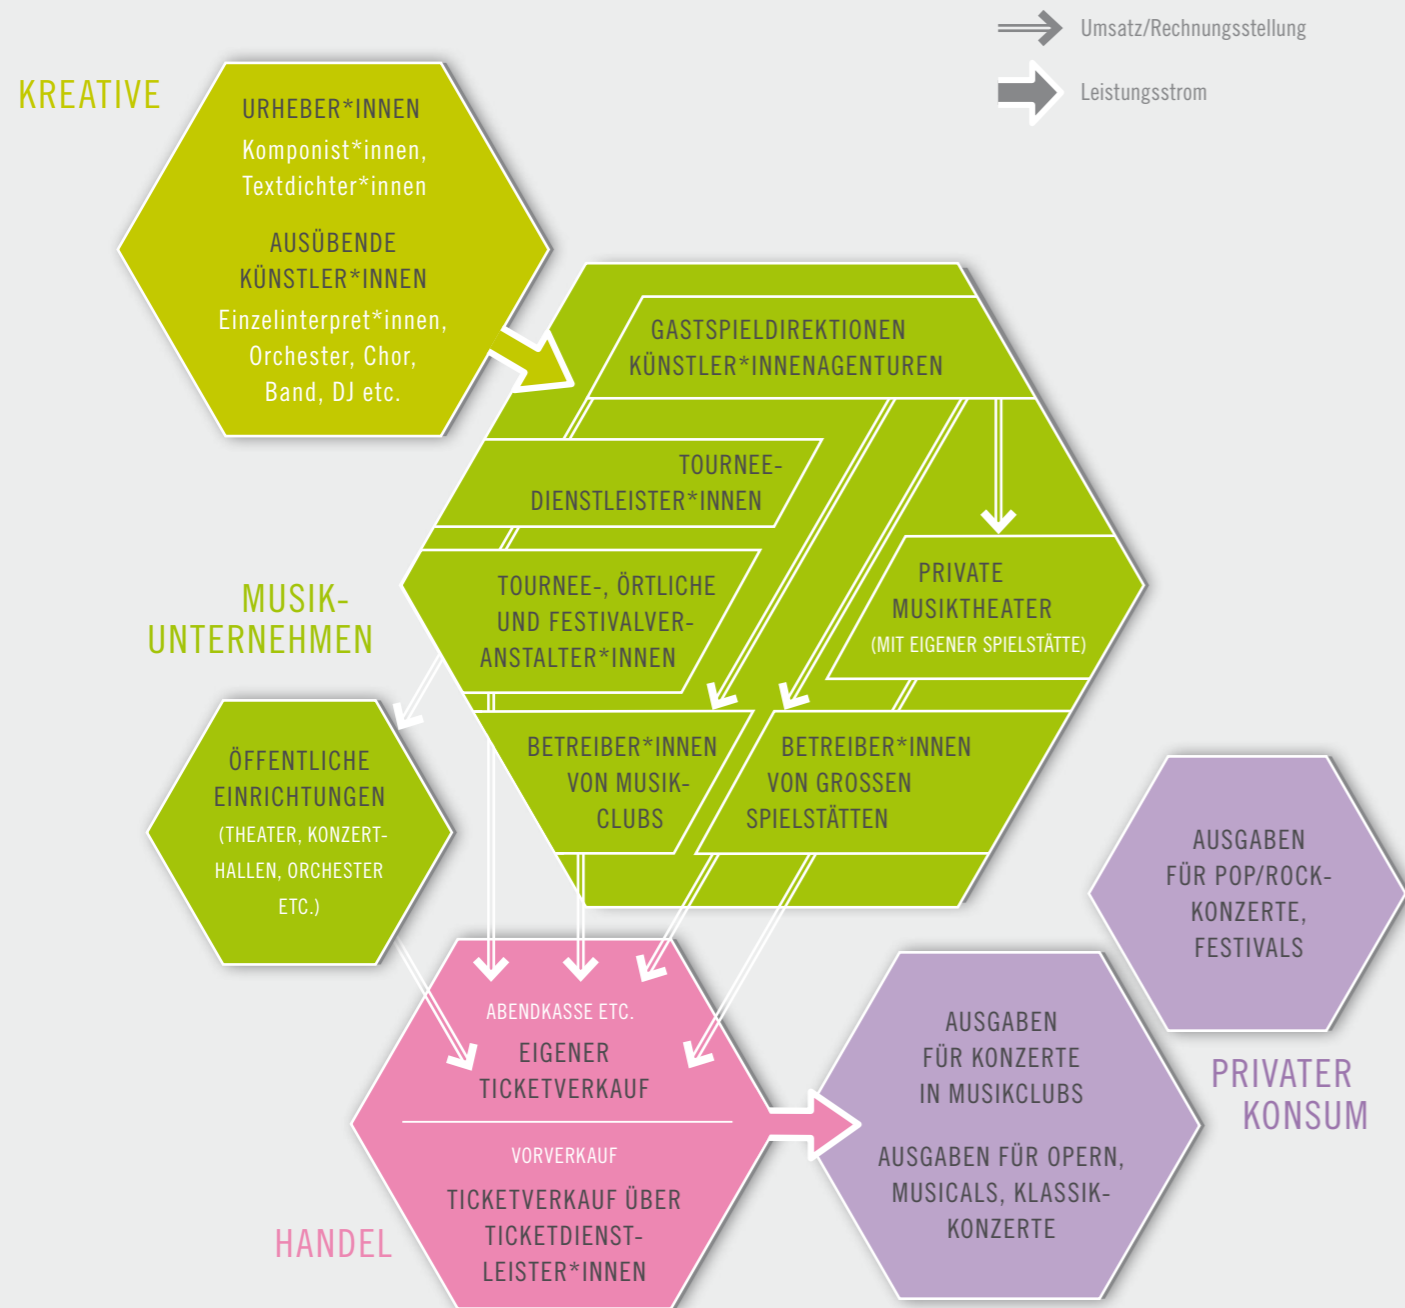 Umsatz/Rechnungsstellung
Leistungsstrom
KREATIVE
URHEBER*INNEN
Komponist*innen,
Textdichter*innen
AUSÜBENDE
KÜNSTLER*INNEN
Einzelinterpret*innen,
Orchester, Chor,
Band, DJ etc.
GASTSPIELDIREKTIONEN
KÜNSTLER*INNENAGENTUREN
TOURNEE-
DIENSTLEISTER*INNEN
TOURNEE-, ÖRTLICHE
UND FESTIVALVER-
ANSTALTER*INNEN
PRIVATE
MUSIKTHEATER
(MIT EIGENER SPIELSTÄTTE)
MUSIK-
UNTERNEHMEN
BETREIBER*INNEN
VON MUSIK-
CLUBS
BETREIBER*INNEN
VON GROSSEN
SPIELSTÄTTEN
ÖFFENTLICHE
EINRICHTUNGEN
(THEATER, KONZERT-
HALLEN, ORCHESTER
ETC.)
AUSGABEN
FÜR POP/ROCK-
KONZERTE,
FESTIVALS
ABENDKASSE ETC.
EIGENER
TICKETVERKAUF
VORVERKAUF
TICKETVERKAUF ÜBER
TICKETDIENST-
LEISTER*INNEN
HANDEL
AUSGABEN
FÜR KONZERTE
IN MUSIKCLUBS
AUSGABEN FÜR OPERN,
MUSICALS, KLASSIK-
KONZERTE
PRIVATER
KONSUM